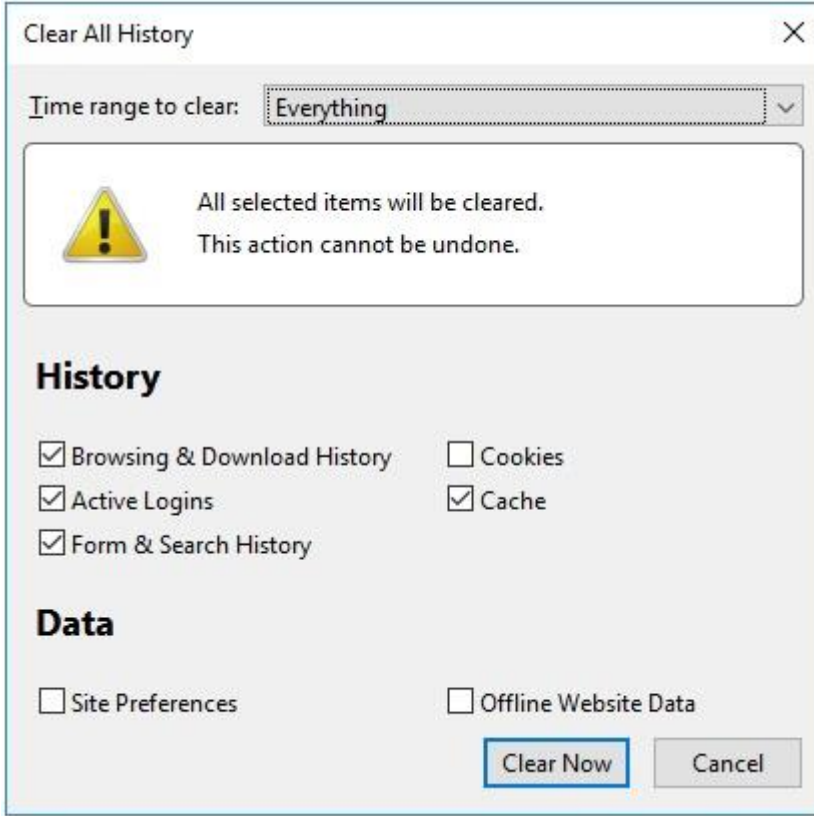 Clear All History
Time range to clear: Everything
All selected items will be cleared.
This action cannot be undone.
History
Browsing & Download History
Cookies
Active Logins
Cache
Form & Search History
Data
Site Preferences
Offline Website Data
Clear Now
Cancel